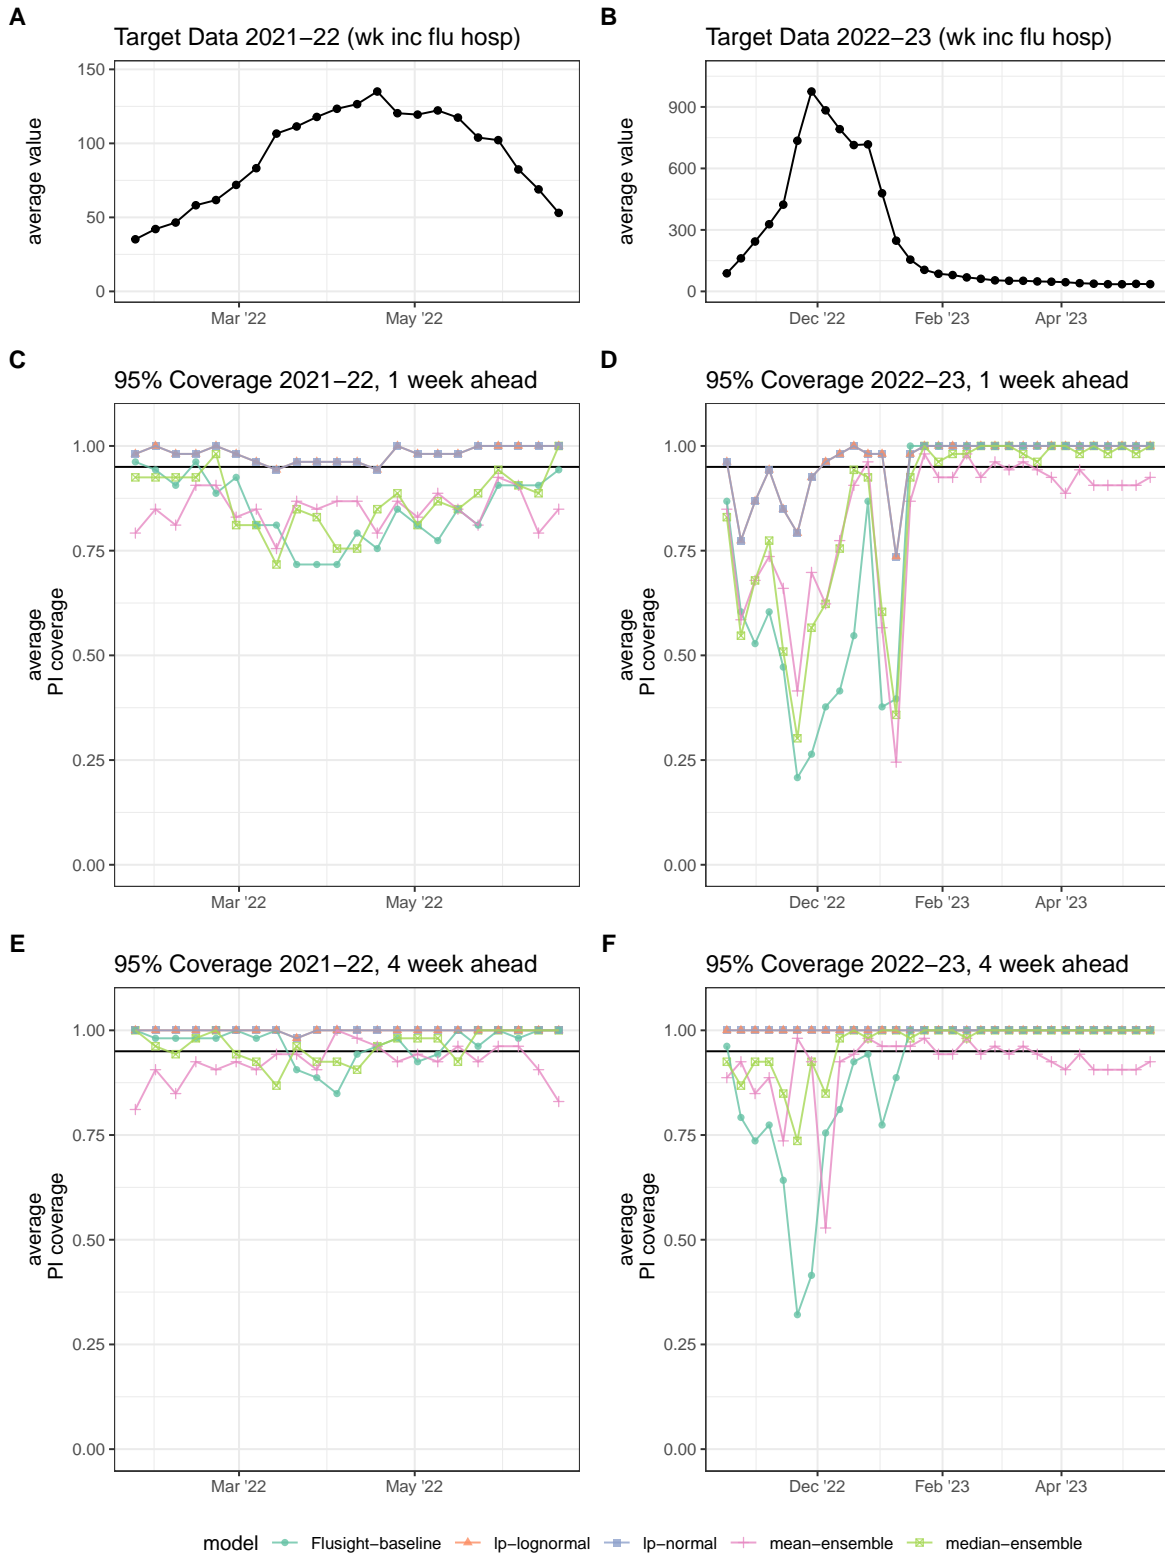 A
Target Data 2021−22 (wk inc flu hosp)
150
100
50
0
average value
Mar '22
May '22
B
Target Data 2022−23 (wk inc flu hosp)
900
600
300
0
average value
Dec '22
Feb '23
Apr '23
C
95% Coverage 2021−22, 1 week ahead
1.00
0.75
0.50
0.25
0.00
average
PI coverage
Mar '22
May '22
D
95% Coverage 2022−23, 1 week ahead
1.00
0.75
0.50
0.25
0.00
average
PI coverage
Dec '22
Feb '23
Apr '23
E
95% Coverage 2021−22, 4 week ahead
1.00
0.75
0.50
0.25
0.00
average
PI coverage
Mar '22
May '22
F
95% Coverage 2022−23, 4 week ahead
1.00
0.75
0.50
0.25
0.00
average
PI coverage
Dec '22
Feb '23
Apr '23
model Flusight−baseline lp−lognormal lp−normal mean−ensemble median−ensemble